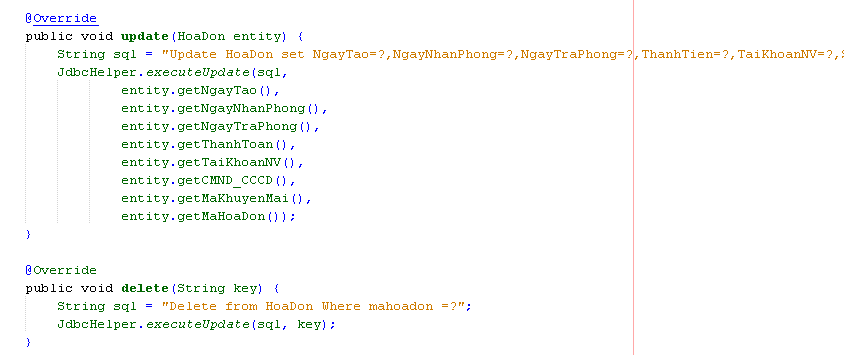 @Override
public void update(HoaDon entity) {
    String sql = "Update HoaDon set NgayTao=?,NgayNhanPhong=?,NgayTraPhong=?,ThanhTien=?,TaiKhoanNV=?,
    JdbcHelper.executeUpdate(sql,
            entity.getNgayTao(),
            entity.getNgayNhanPhong(),
            entity.getNgayTraPhong(),
            entity.getThanhToan(),
            entity.getTaiKhoanNV(),
            entity.getCMND_CCCD(),
            entity.getMaKhuyenMai(),
            entity.getMaHoaDon());
}
@Override
public void delete(String key) {
    String sql = "Delete from HoaDon Where mahoadon =?";
    JdbcHelper.executeUpdate(sql, key);
}